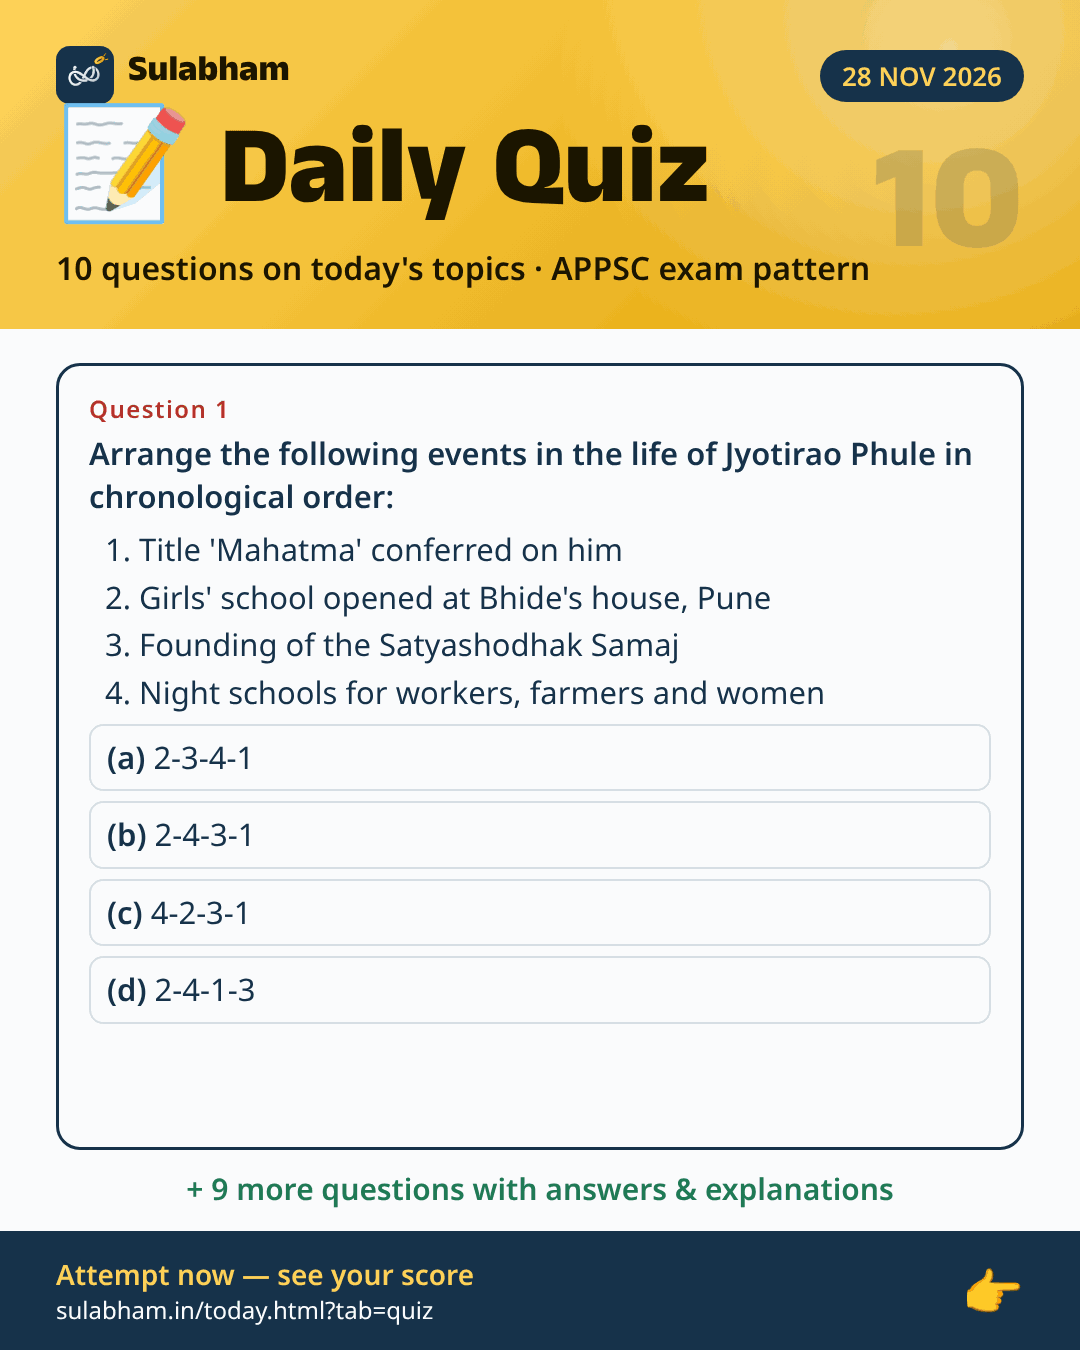 Sulabham
28 NOV 2026
Daily Quiz
10
10 questions on today's topics · APPSC exam pattern
Question 1
Arrange the following events in the life of Jyotirao Phule in
chronological order:
1. Title 'Mahatma' conferred on him
2. Girls' school opened at Bhide's house, Pune
3. Founding of the Satyashodhak Samaj
4. Night schools for workers, farmers and women
(a) 2-3-4-1
(b) 2-4-3-1
(c) 4-2-3-1
(d) 2-4-1-3
+ 9 more questions with answers & explanations
Attempt now — see your score
sulabham.in/today.html?tab=quiz